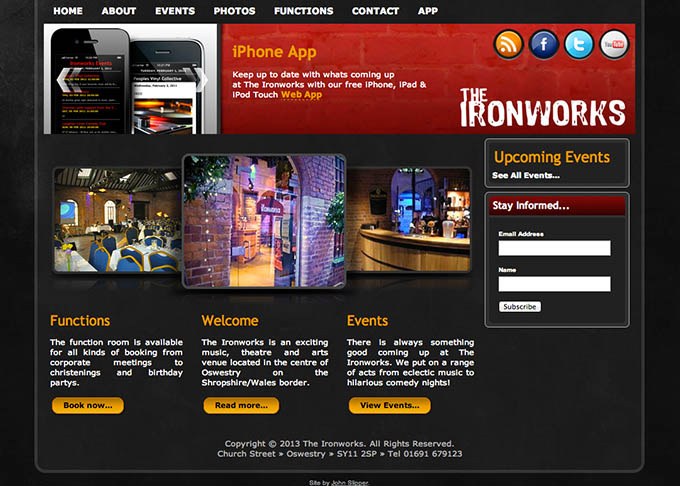 HOME ABOUT EVENTS PHOTOS FUNCTIONS CONTACT APP
iPhone App
Keep up to date with whats coming up
at The Ironworks with our free iPhone, iPad &
iPod Touch Web App
THE
IRONWORKS
Ironworks Events
Peoples Vinyl Collective
You Tube
Upcoming Events
See All Events...
Stay Informed...
Email Address
Name
Subscribe
IRONWORKS
Functions
The function room is available
for all kinds of booking from
corporate meetings to
christenings and birthday
partys.
Book now...
Welcome
The Ironworks is an exciting
music, theatre and arts
venue located in the centre of
Oswestry on the
Shropshire/Wales border.
Read more...
Events
There is always something
good coming up at The
Ironworks. We put on a range
of acts from eclectic music to
hilarious comedy nights!
View Events...
Copyright © 2013 The Ironworks. All Rights Reserved.
Church Street » Oswestry » SY11 2SP » Tel 01691 679123
Site by John Slipper.